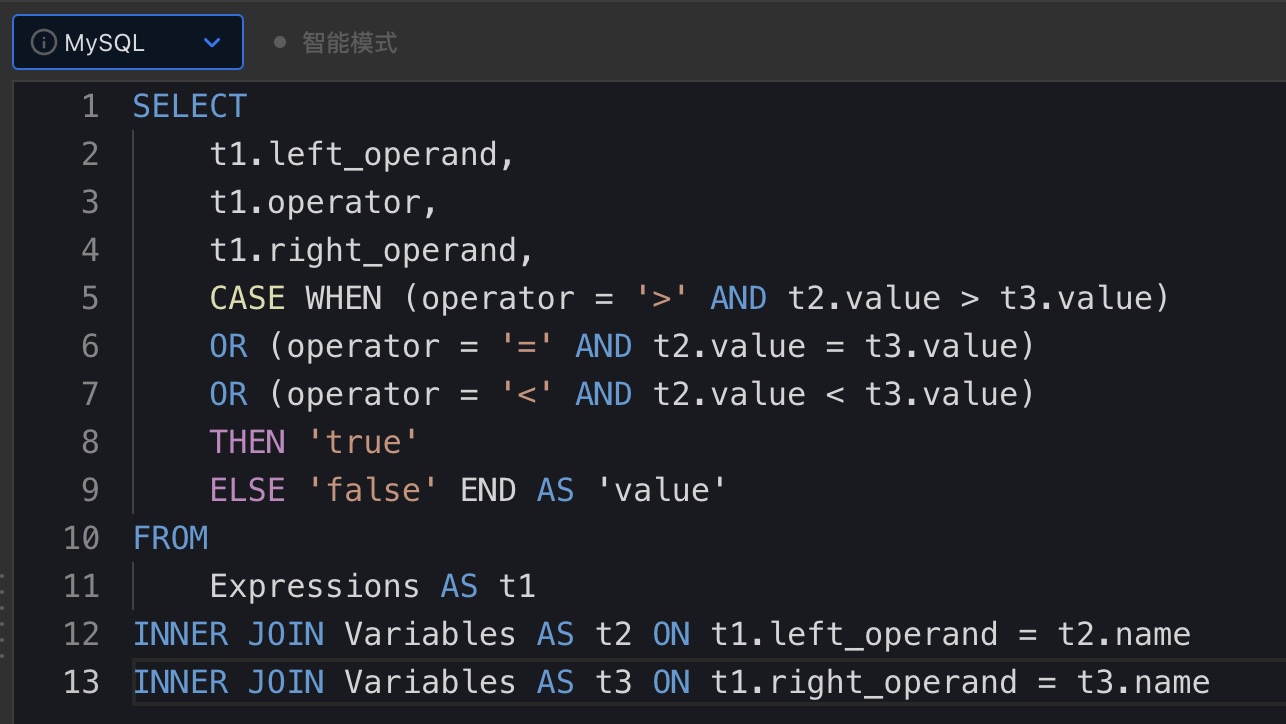 MySQL 智能模式
1 SELECT
2 t1.left_operand,
3 t1.operator,
4 t1.right_operand,
5 CASE WHEN (operator = '>' AND t2.value > t3.value)
6 OR (operator = '=' AND t2.value = t3.value)
7 OR (operator = '<' AND t2.value < t3.value)
8 THEN 'true'
9 ELSE 'false' END AS 'value'
10 FROM
11 Expressions AS t1
12 INNER JOIN Variables AS t2 ON t1.left_operand = t2.name
13 INNER JOIN Variables AS t3 ON t1.right_operand = t3.name